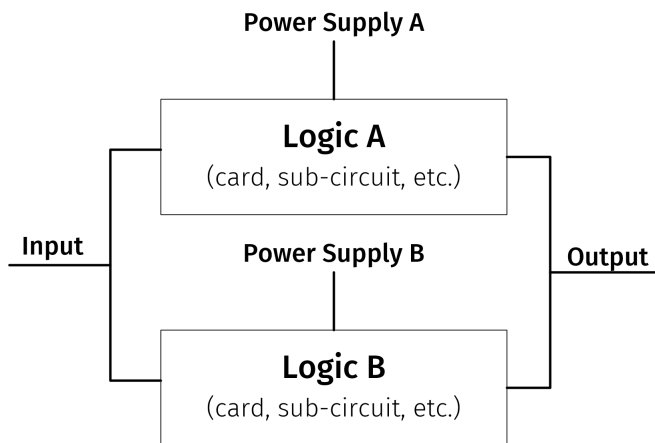 Power Supply A
Logic A
(card, sub-circuit, etc.)
Input
Power Supply B
Output
Logic B
(card, sub-circuit, etc.)